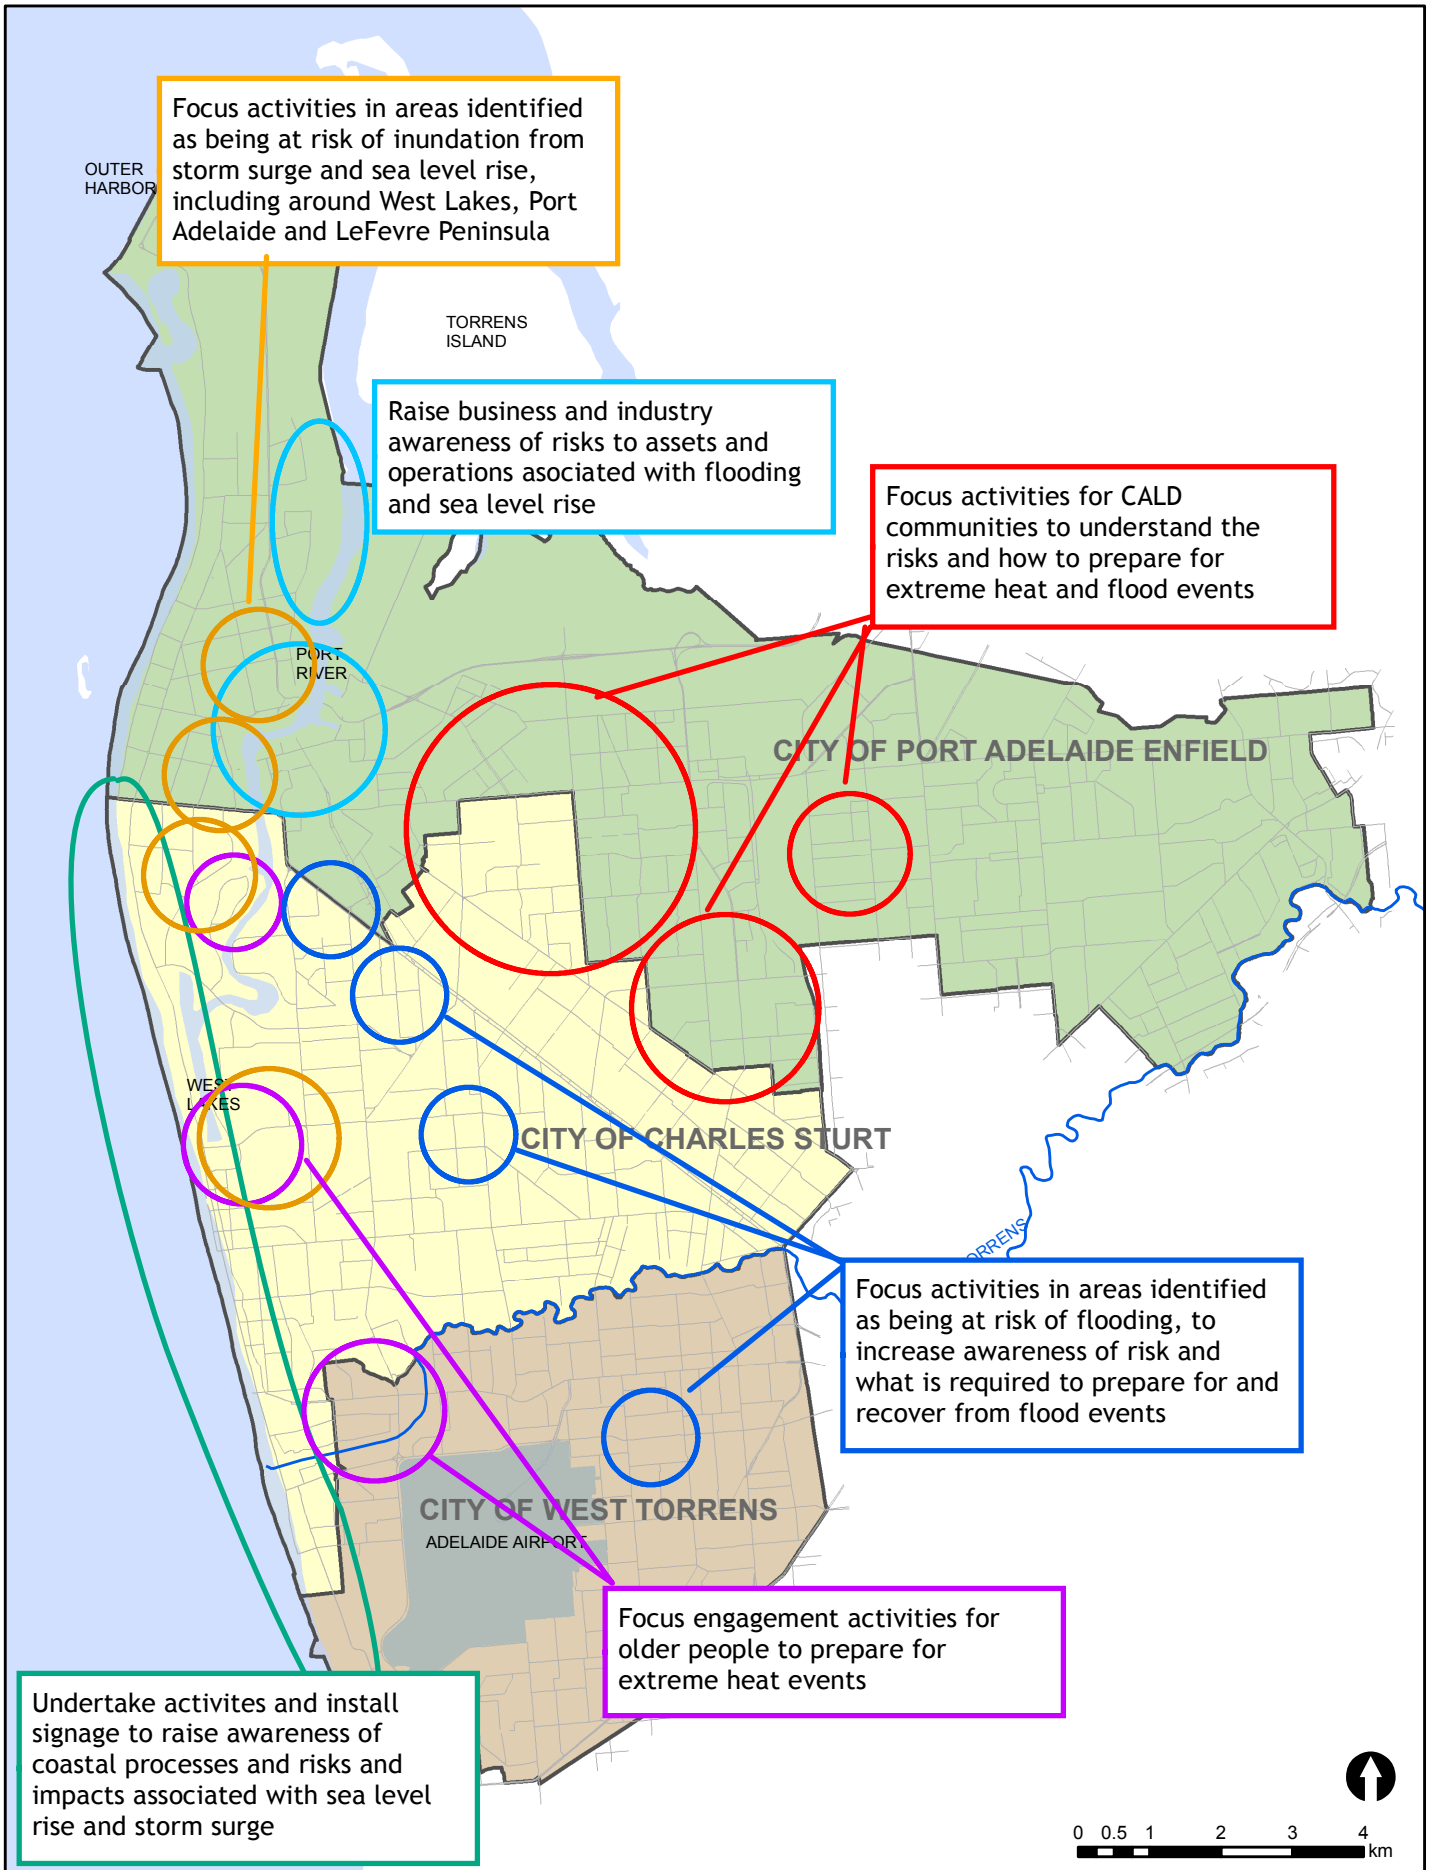 Focus activities in areas identified
as being at risk of inundation from
storm surge and sea level rise,
including around West Lakes, Port
Adelaide and LeFevre Peninsula
OUTER
HARBOR
TORRENS
ISLAND
Raise business and industry
awareness of risks to assets and
operations asociated with flooding
and sea level rise
Focus activities for CALD
communities to understand the
risks and how to prepare for
extreme heat and flood events
PORT
RIVER
CITY OF PORT ADELAIDE ENFIELD
WEST
LAKES
CITY OF CHARLES STURT
ORRENS
Focus activities in areas identified
as being at risk of flooding, to
increase awareness of risk and
what is required to prepare for and
recover from flood events
CITY OF WEST TORRENS
ADELAIDE AIRPORT
Focus engagement activities for
older people to prepare for
extreme heat events
Undertake activites and install
signage to raise awareness of
coastal processes and risks and
impacts associated with sea level
rise and storm surge
0 0.5 1 2 3 4
km